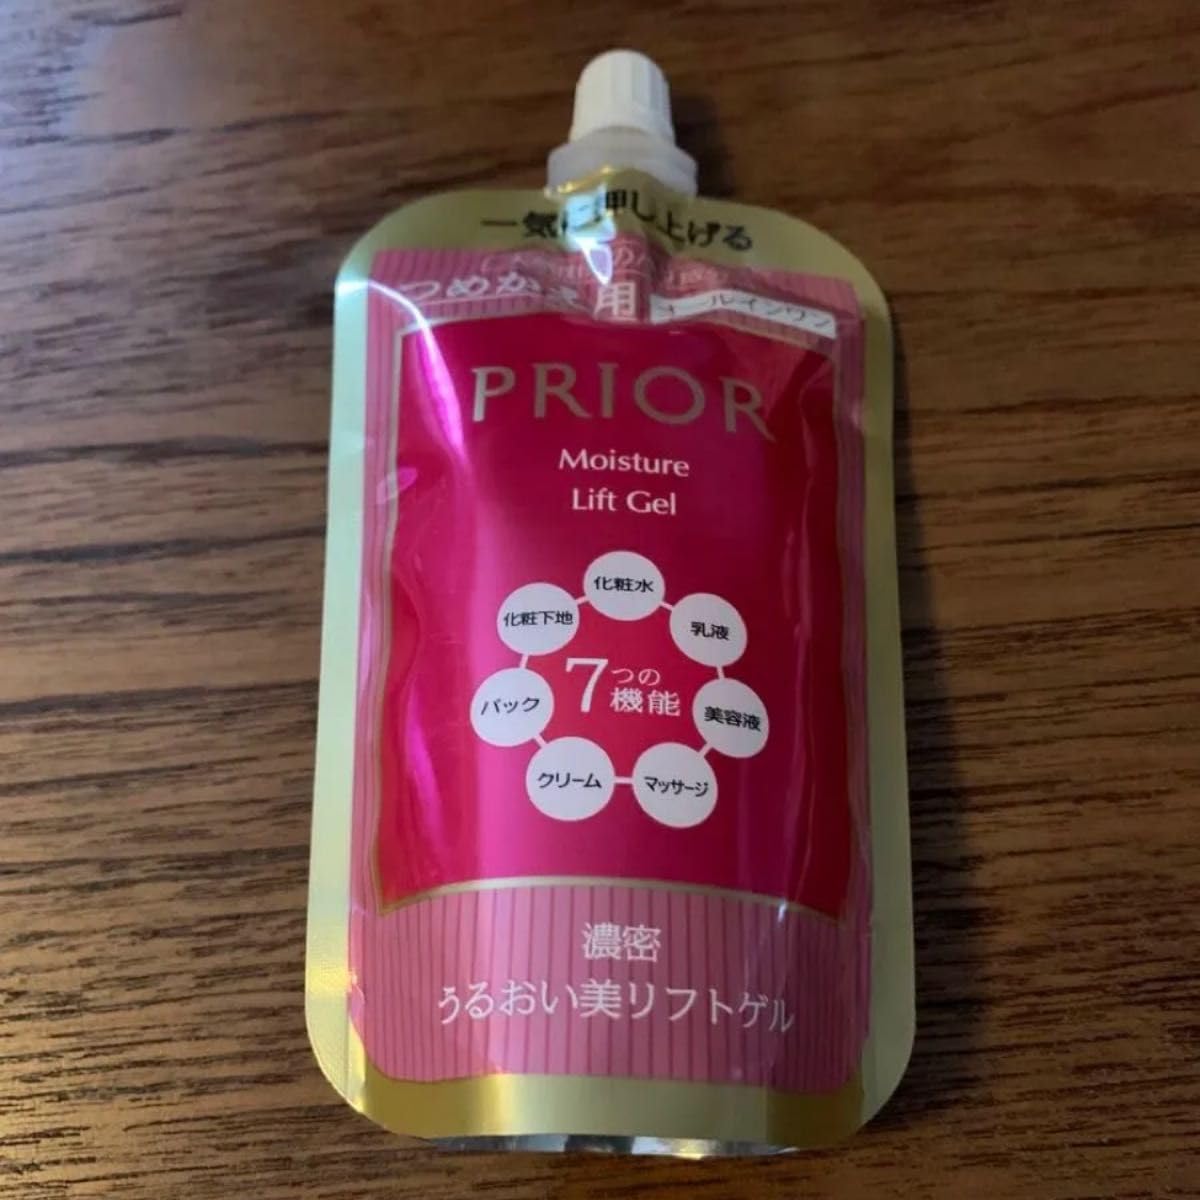 一気に押し上げる
つめかえ用
オールインワン
PRIOR
Moisture
Lift Gel
化粧水
乳液
美容液
マッサージ
クリーム
パック
化粧下地
7つの機能
濃密
うるおい美リフトゲル